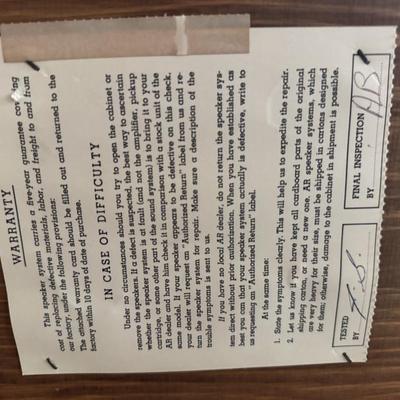 WARRANTY
This speaker system carries a five-year guarantee covering
cost of replacing defective materials, labor, and freight to and from
our factory, under the following provisions:
The attached warranty card should be filled out and returned to the
factory within 10 days of date of purchase.
IN CASE OF DIFFICULTY
Under no circumstances should you try to open the cabinet or
remove the speakers. If a defect is suspected, the best way to ascertain
whether the speaker system is at fault (and not the amplifier, pickup
cartridge, or some other part of the sound system) is to bring it to your
AR dealer and have him check it in comparison with a stock unit of the
same model. If your speaker appears to be defective on this check,
your dealer will request an "Authorized Return" label from us and re-
turn the speaker system for repair. Make sure a description of the
trouble symptoms is sent to us.
If you have no local AR dealer, do not return the speaker sys-
tem direct without prior authorization. When you have established as
best you can that your speaker system actually is defective, write to
us requesting an "Authorized Return" label.
At the same time:
1. State the symptoms clearly. This will help us to expedite the repair.
2. Let us know if you have kept all cardboard parts of the original
shipping carton, or need a new one. AR speaker systems, which
are very heavy for their size, must be shipped in cartons designed
for them; otherwise, damage to the cabinet in shipment is possible.
TESTED
BY
FINAL INSPECTION
BY